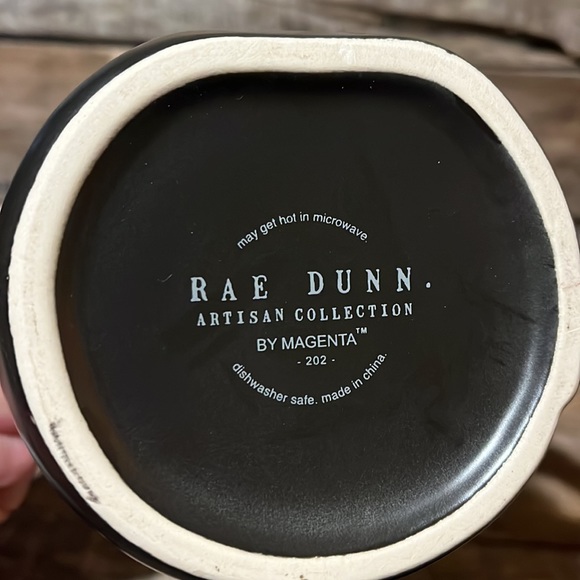 may get hot in microwave.
RAE DUNN.
ARTISAN COLLECTION
BY MAGENTA™
- 202 -
dishwasher safe. made in china.